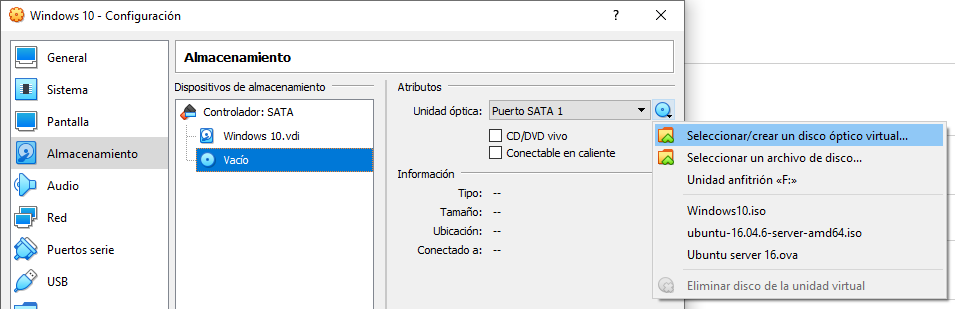 Windows 10 - Configuración
?
General
Sistema
Pantalla
Almacenamiento
Audio
Red
Puertos serie
USB
Almacenamiento
Dispositivos de almacenamiento
Controlador: SATA
Windows 10.vdi
Vacío
Atributos
Unidad óptica: Puerto SATA 1
CD/DVD vivo
Conectable en caliente
Información
Tipo: --
Tamaño: --
Ubicación: --
Conectado a: --
Seleccionar/crear un disco óptico virtual...
Seleccionar un archivo de disco...
Unidad anfitrión «F:»
Windows10.iso
ubuntu-16.04.6-server-amd64.iso
Ubuntu server 16.ova
Eliminar disco de la unidad virtual